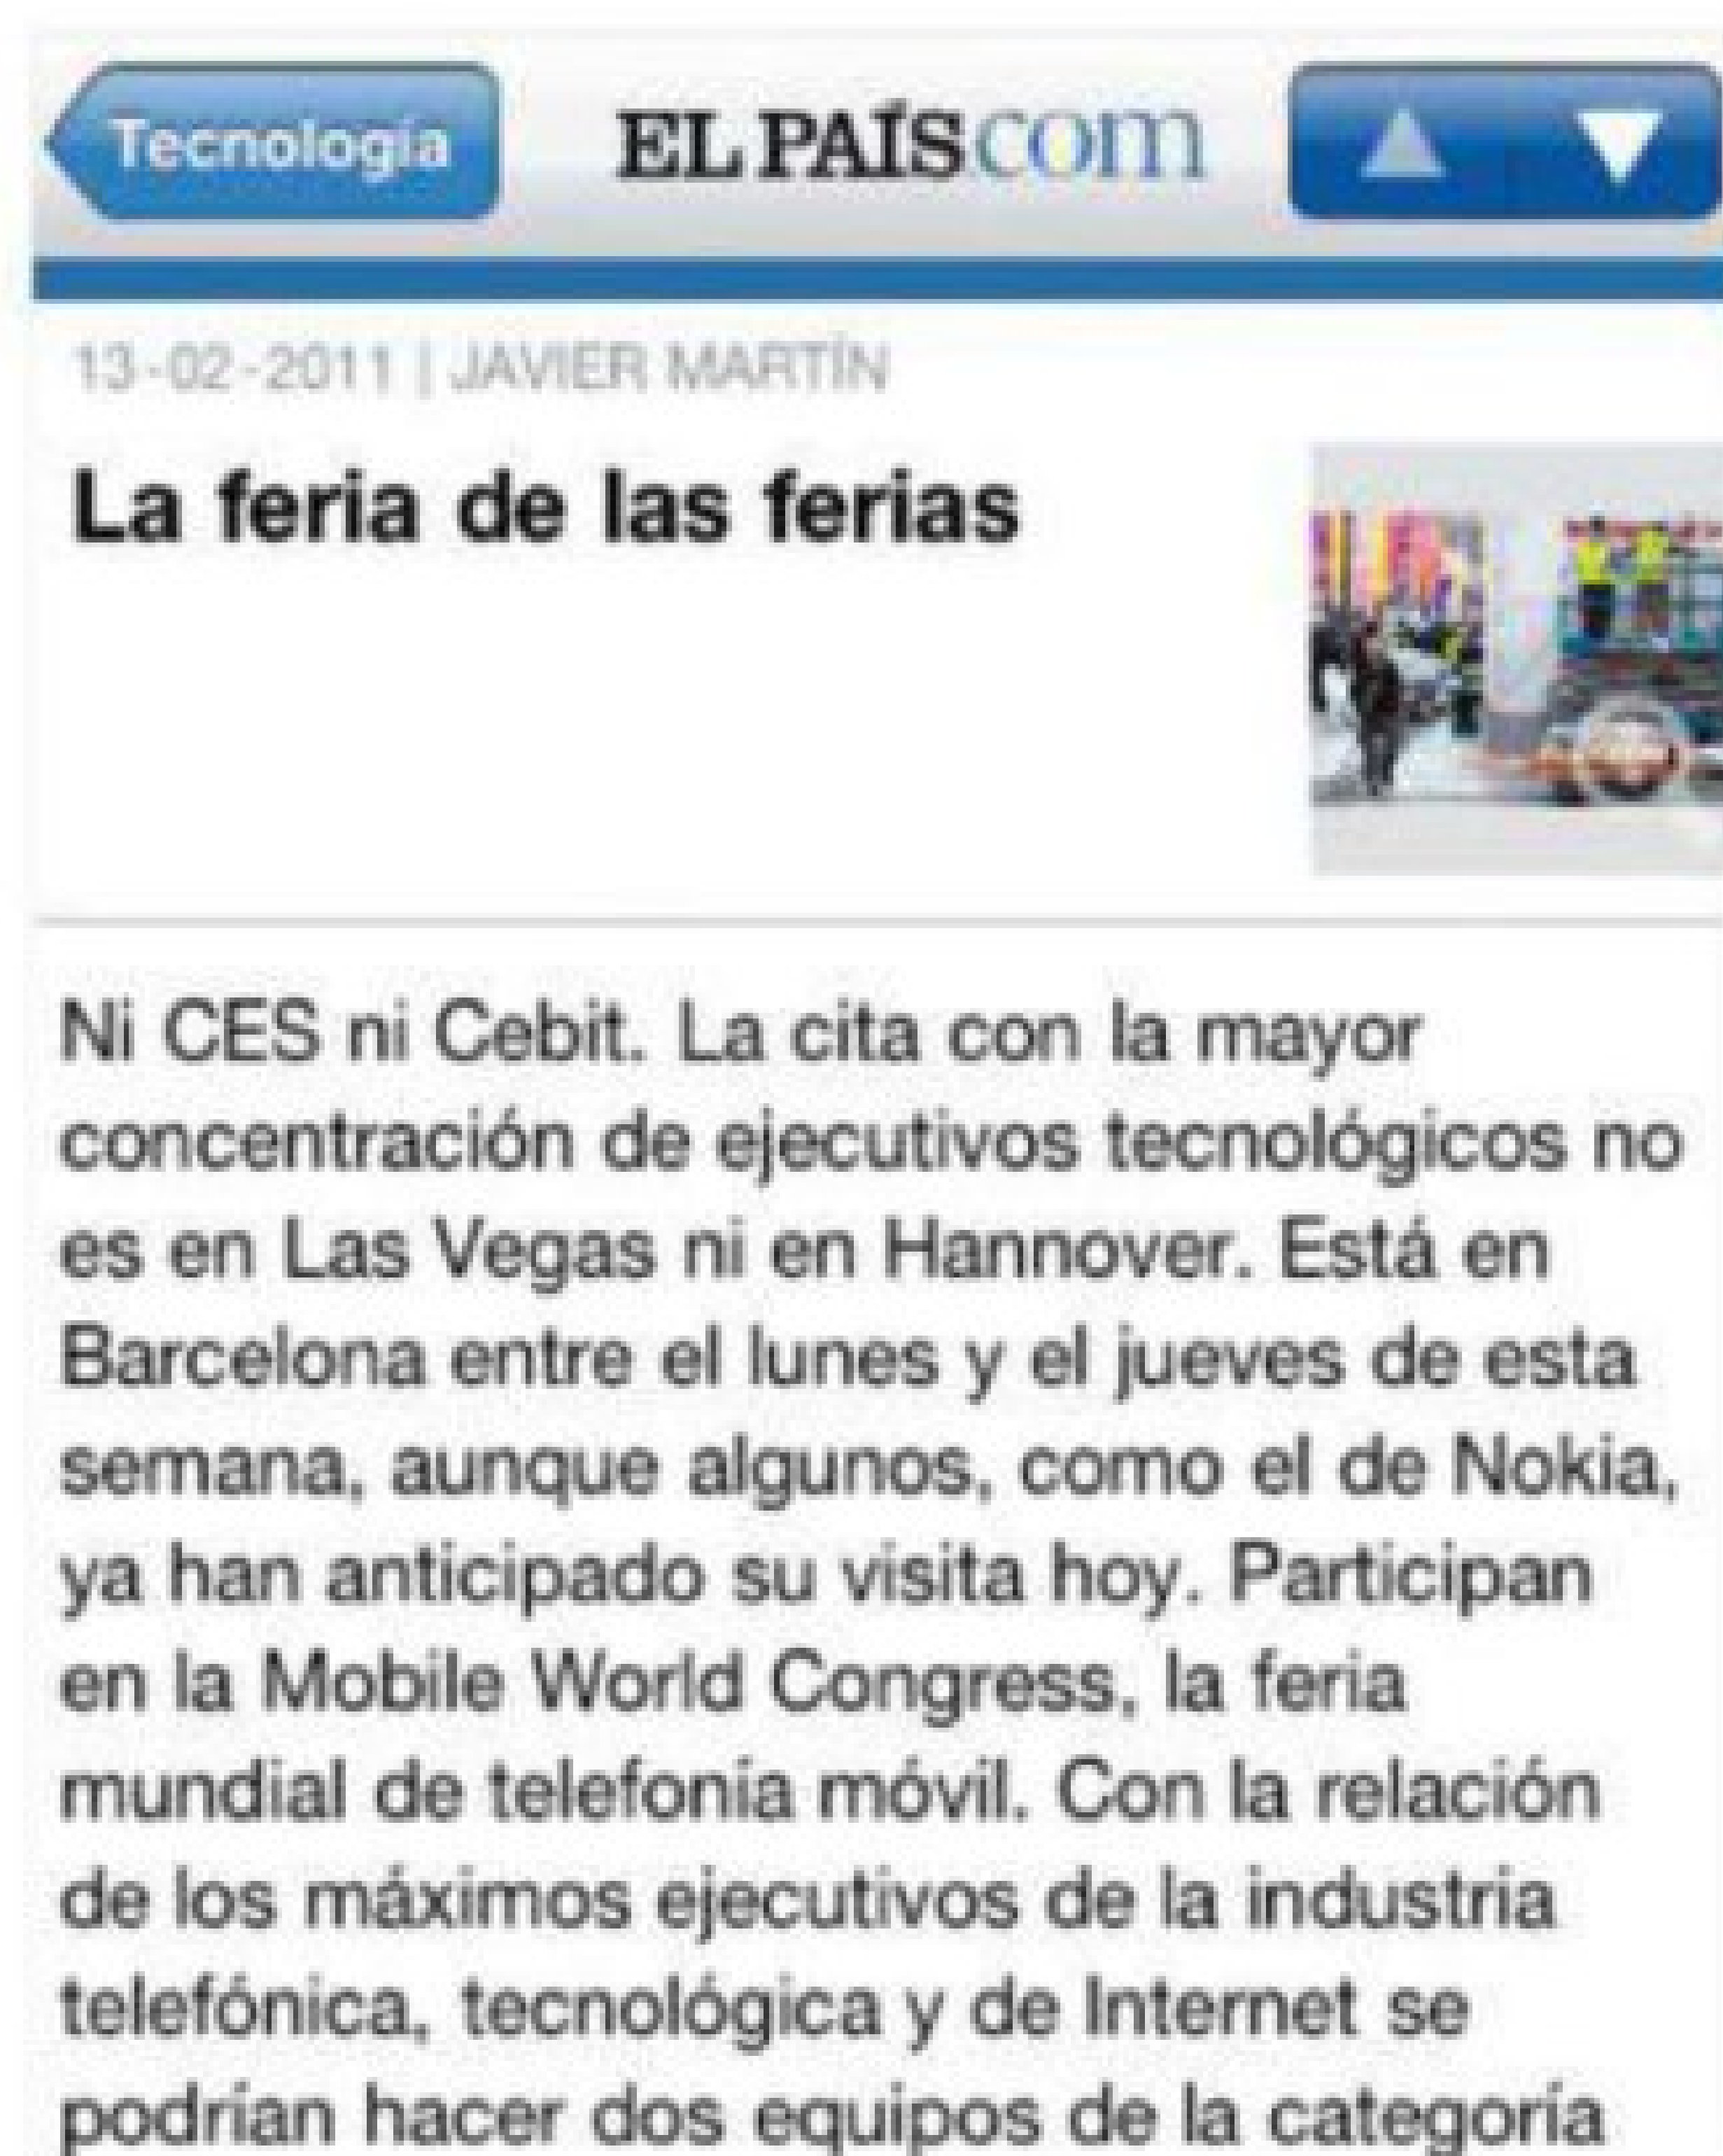 Tecnología
EL PAÍScom
13-02-2011 | JAVIER MARTÍN
La feria de las ferias
Ni CES ni Cebit. La cita con la mayor
concentración de ejecutivos tecnológicos no
es en Las Vegas ni en Hannover. Está en
Barcelona entre el lunes y el jueves de esta
semana, aunque algunos, como el de Nokia,
ya han anticipado su visita hoy. Participan
en la Mobile World Congress, la feria
mundial de telefonía móvil. Con la relación
de los máximos ejecutivos de la industria
telefónica, tecnológica y de Internet se
podrían hacer dos equipos de la categoría